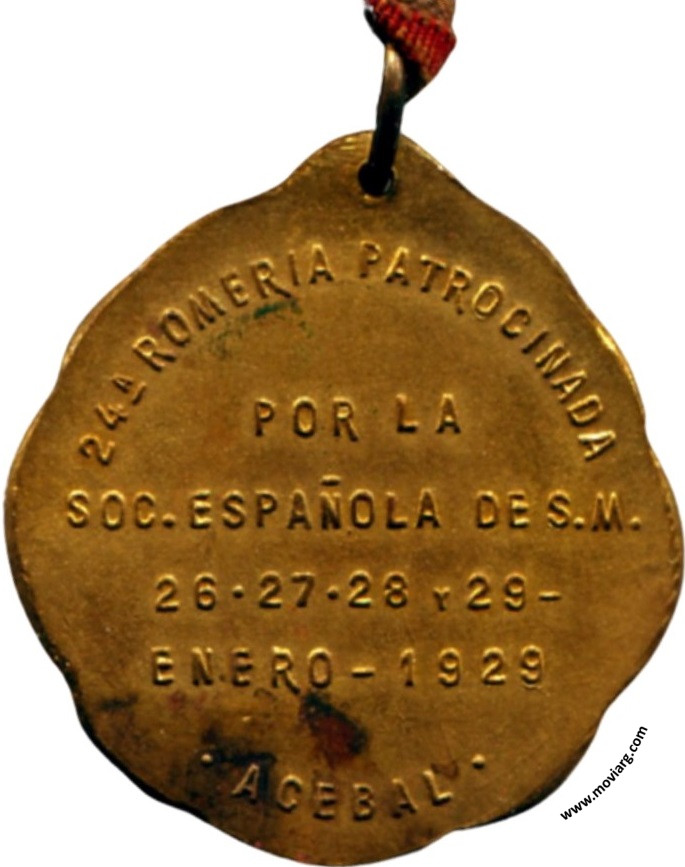 24ª ROMERIA PATROCINADA
POR LA
SOC. ESPAÑOLA DE S.M.
26·27·28 Y 29-
ENERO-1929
·ACEBAL·
www.moviarg.com